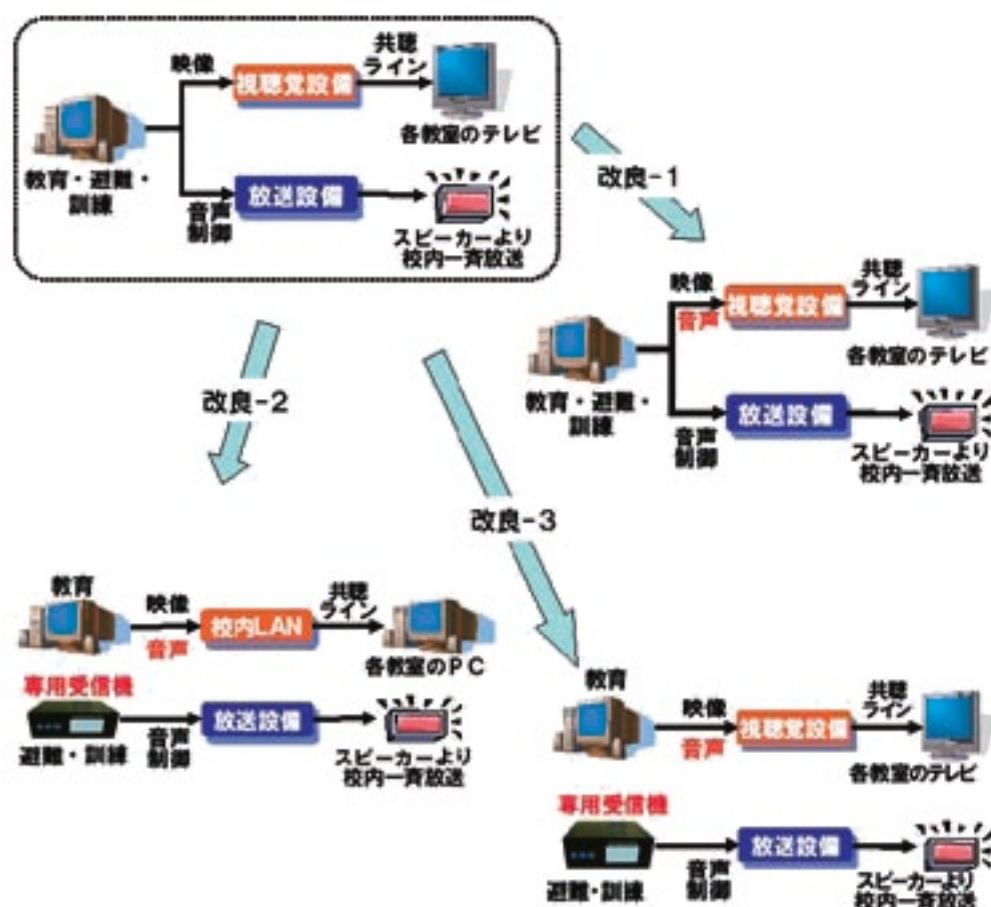 映像
視聴覚設備
共聴
ライン
各教室のテレビ
教育・避難・
訓練
音声
制御
放送設備
スピーカーより
校内一斉放送
改良-1
映像
音声
視聴覚設備
共聴
ライン
各教室のテレビ
教育・避難・
訓練
音声
制御
放送設備
スピーカーより
校内一斉放送
改良-2
改良-3
教育
映像
音声
校内LAN
共聴
ライン
各教室のPC
専用受信機
避難・訓練
音声
制御
放送設備
スピーカーより
校内一斉放送
教育
映像
音声
視聴覚設備
共聴
ライン
各教室のテレビ
専用受信機
避難・訓練
音声
制御
放送設備
スピーカーより
校内一斉放送